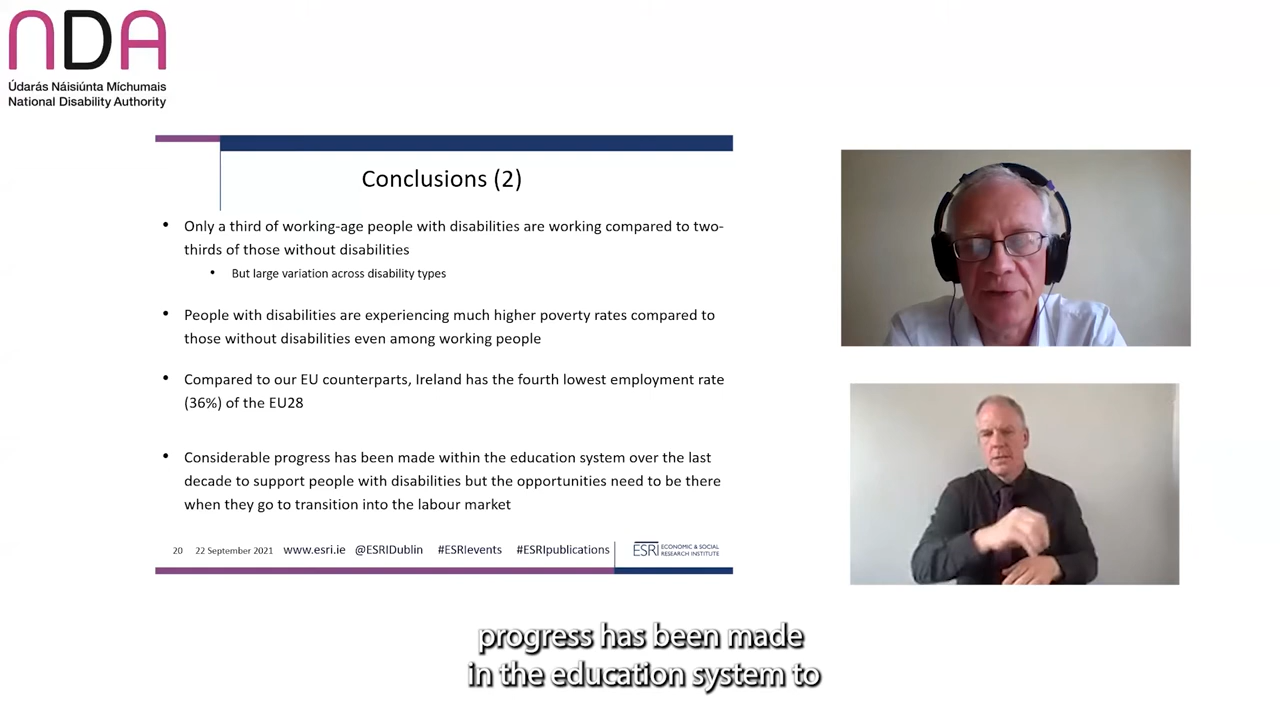 NDA
Údarás Náisiúnta Míchumais
National Disability Authority
Conclusions (2)
• Only a third of working-age people with disabilities are working compared to two-
thirds of those without disabilities
• But large variation across disability types
• People with disabilities are experiencing much higher poverty rates compared to
those without disabilities even among working people
• Compared to our EU counterparts, Ireland has the fourth lowest employment rate
(36%) of the EU28
• Considerable progress has been made within the education system over the last
decade to support people with disabilities but the opportunities need to be there
when they go to transition into the labour market
20 22 September 2021 www.esri.ie @ESRIDublin #ESRIevents #ESRIpublications
ESRI ECONOMIC & SOCIAL
RESEARCH INSTITUTE
progress has been made
in the education system to